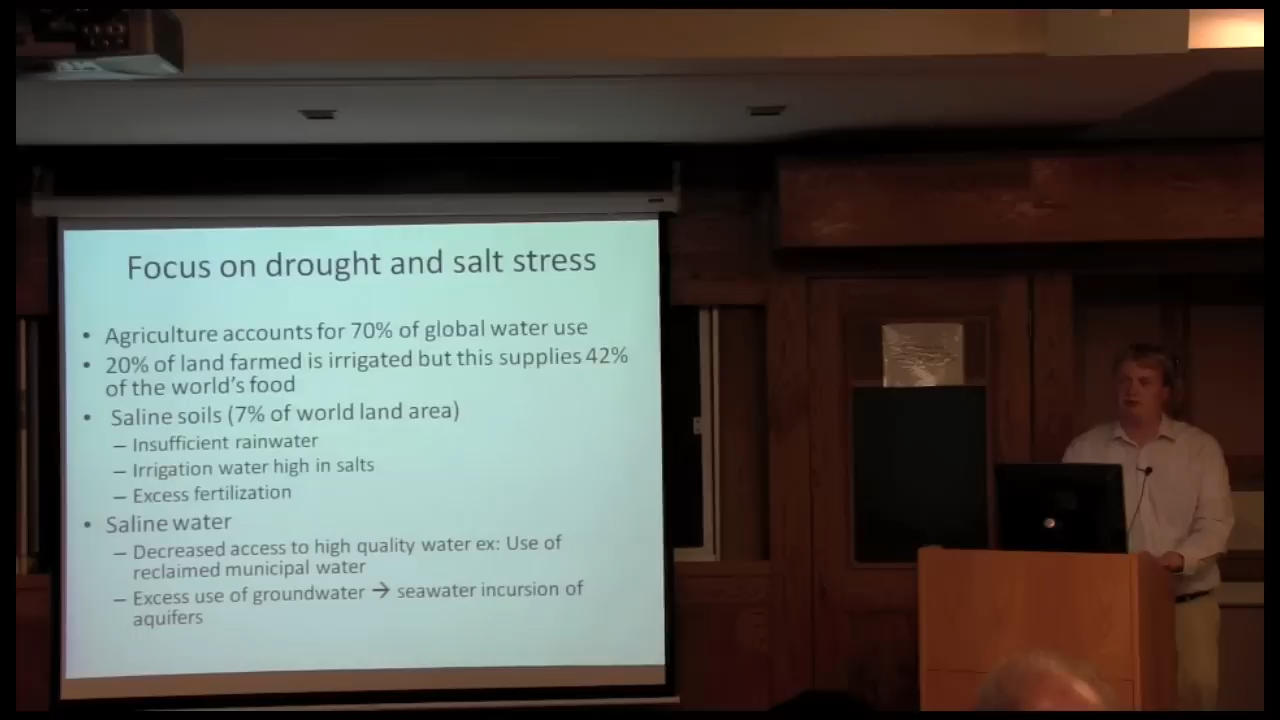 Focus on drought and salt stress
• Agriculture accounts for 70% of global water use
• 20% of land farmed is irrigated but this supplies 42%
of the world's food
• Saline soils (7% of world land area)
– Insufficient rainwater
– Irrigation water high in salts
– Excess fertilization
• Saline water
– Decreased access to high quality water ex: Use of
reclaimed municipal water
– Excess use of groundwater → seawater incursion of
aquifers